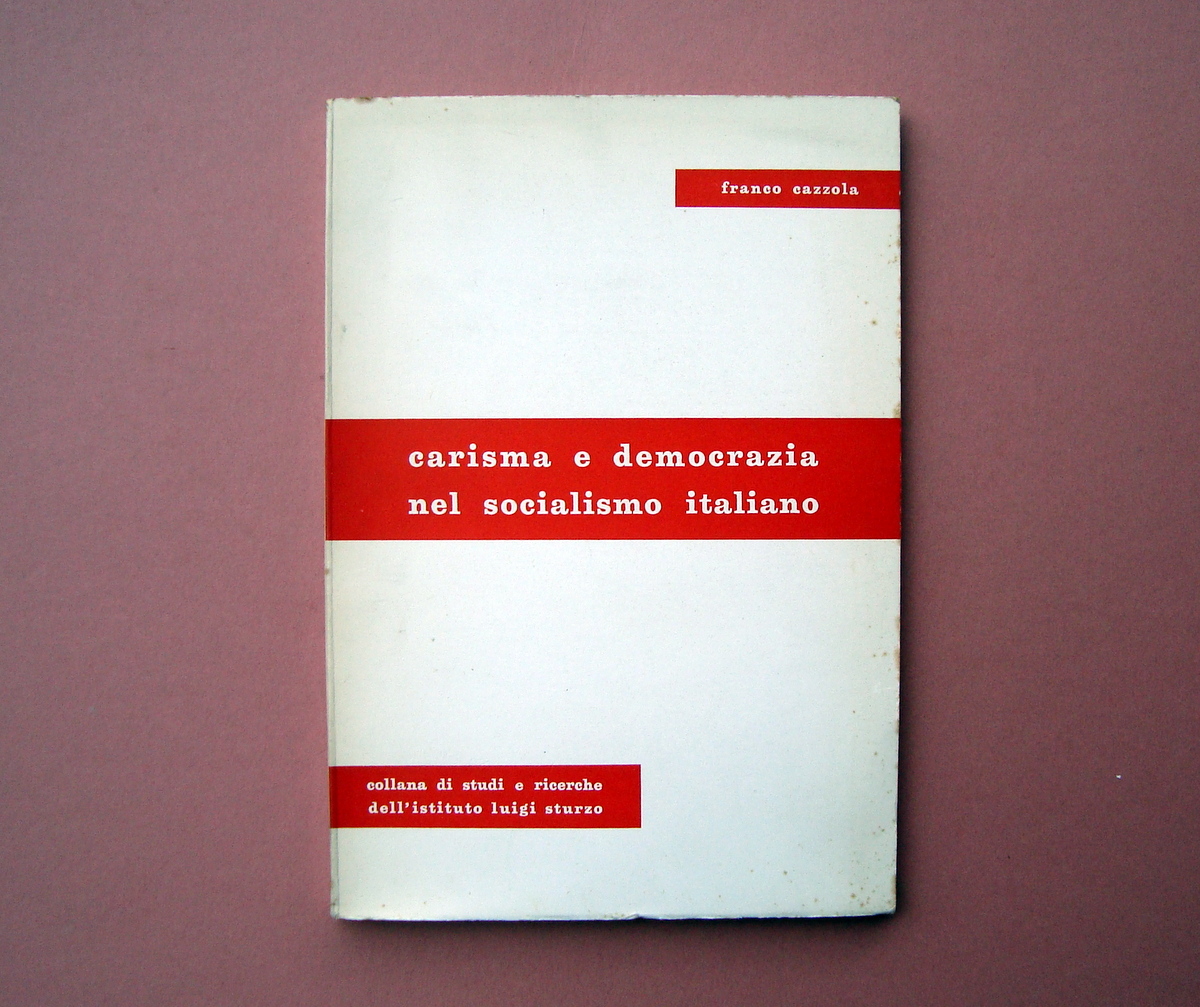 franco cazzola
carisma e democrazia
nel socialismo italiano
collana di studi e ricerche
dell'istituto luigi sturzo